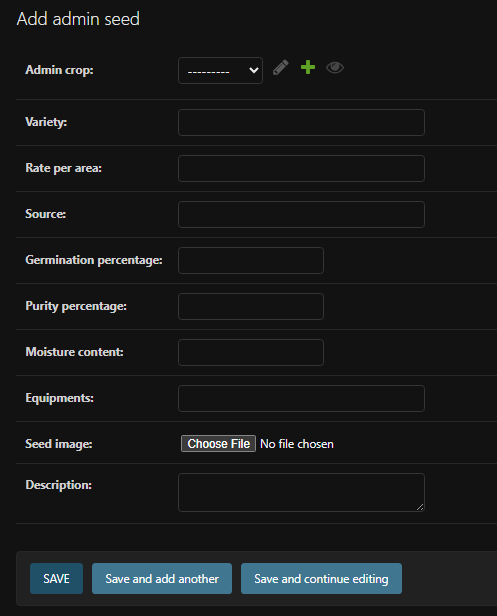 Add admin seed
Admin crop: ---------
Variety:
Rate per area:
Source:
Germination percentage:
Purity percentage:
Moisture content:
Equipments:
Seed image: Choose File No file chosen
Description:
SAVE Save and add another Save and continue editing